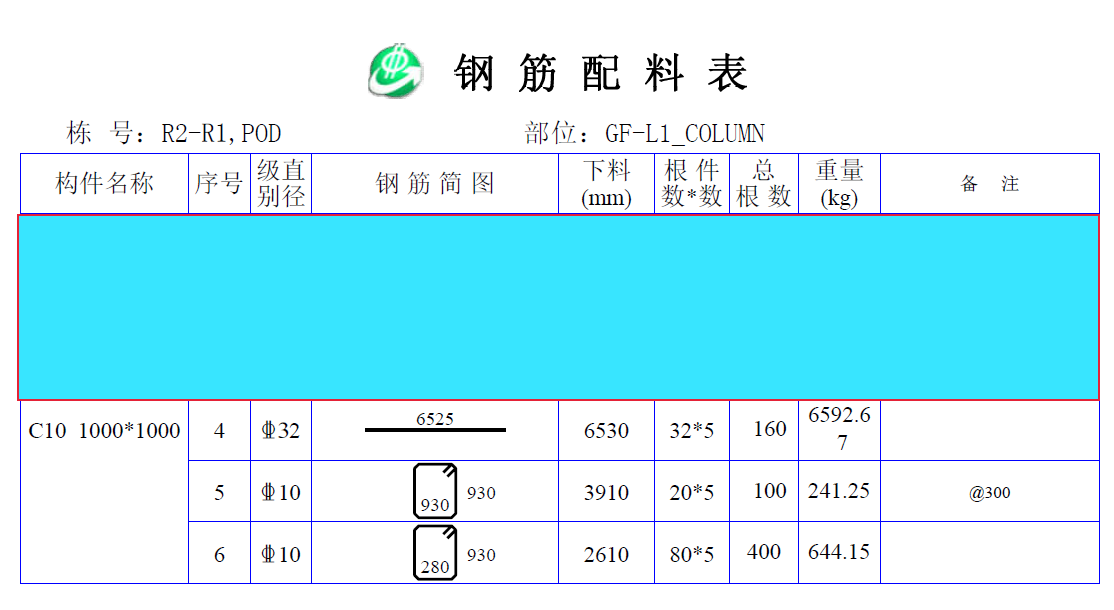 钢筋配料表
栋 号: R2-R1,POD 部位: GF-L1_COLUMN
构件名称 序号 级别直径 钢筋简图 下料(mm) 根数*件数 总根数 重量(kg) 备 注
6525
C10 1000*1000 4 ⏀32 6530 32*5 160 6592.67
5 ⏀10 930 930 3910 20*5 100 241.25 @300
6 ⏀10 280 930 2610 80*5 400 644.15